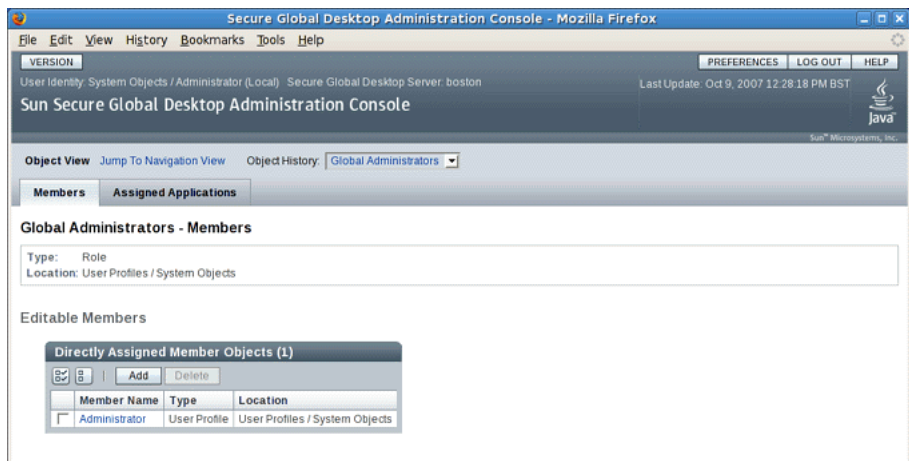 Secure Global Desktop Administration Console - Mozilla Firefox
File Edit View History Bookmarks Tools Help
VERSION PREFERENCES LOG OUT HELP
User Identity: System Objects / Administrator (Local) Secure Global Desktop Server: boston Last Update: Oct 9, 2007 12:28:18 PM BST
Sun Secure Global Desktop Administration Console
Java
Sun™ Microsystems, Inc.
Object View Jump To Navigation View Object History: Global Administrators
Members Assigned Applications
Global Administrators - Members
Type: Role
Location: User Profiles / System Objects
Editable Members
Directly Assigned Member Objects (1)
Add Delete
Member Name Type Location
Administrator User Profile User Profiles / System Objects